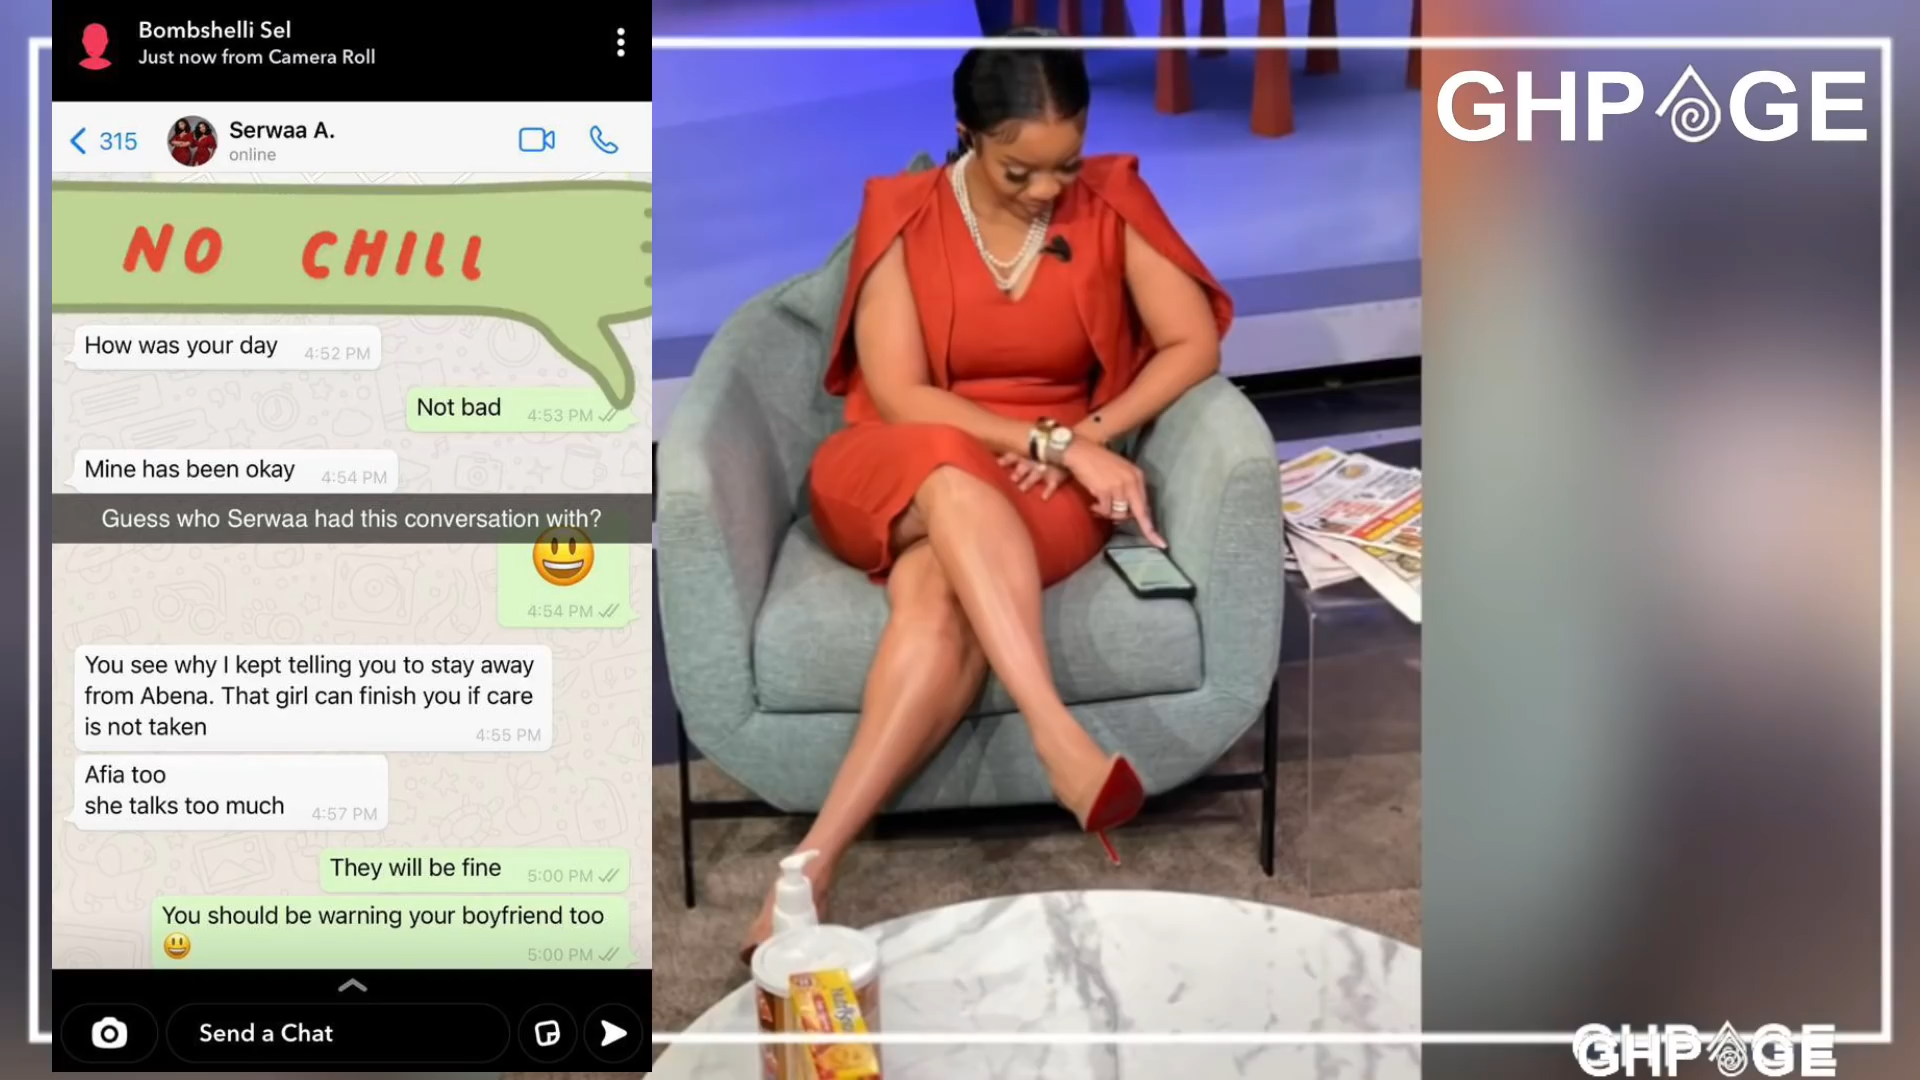 Bombshelli Sel
Just now from Camera Roll
315
Serwaa A.
online
NO CHILL
How was your day
4:52 PM
Not bad
4:53 PM
Mine has been okay
4:54 PM
Guess who Serwaa had this conversation with?
😃
4:54 PM
You see why I kept telling you to stay away
from Abena. That girl can finish you if care
is not taken
4:55 PM
Afia too
she talks too much
4:57 PM
They will be fine
5:00 PM
You should be warning your boyfriend too
😃
5:00 PM
Send a Chat
GHPAGE
GHPAGE